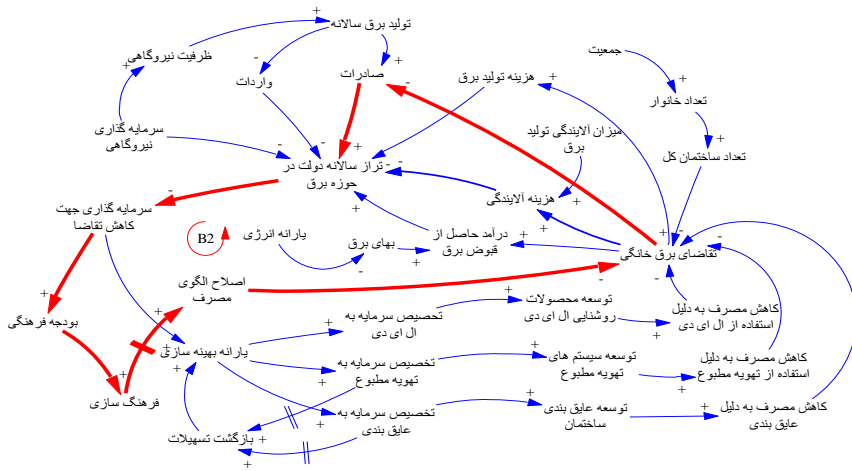 تولید برق سالانه
ظرفیت نیروگاهی
جمعیت
واردات
صادرات
هزینه تولید برق
تعداد خانوار
سرمایه گذاری
نیروگاهی
میزان آلایندگی تولید
برق
تعداد ساختمان کل
تراز سالانه دولت در
حوزه برق
هزینه آلایندگی
سرمایه گذاری جهت
کاهش تقاضا
B2
یارانه انرژی
بهای برق
درآمد حاصل از
قبوض برق
تقاضای برق خانگی
اصلاح الگوی
مصرف
بودجه فرهنگی
فرهنگ سازی
یارانه بهینه سازی
تخصیص سرمایه به
ال ای دی
توسعه محصولات
روشنایی ال ای دی
کاهش مصرف به دلیل
استفاده از ال ای دی
تخصیص سرمایه به
تهویه مطبوع
توسعه سیستم های
تهویه مطبوع
کاهش مصرف به دلیل
استفاده از تهویه مطبوع
تخصیص سرمایه به
عایق بندی
توسعه عایق بندی
ساختمان
کاهش مصرف به دلیل
عایق بندی
بازگشت تسهیلات